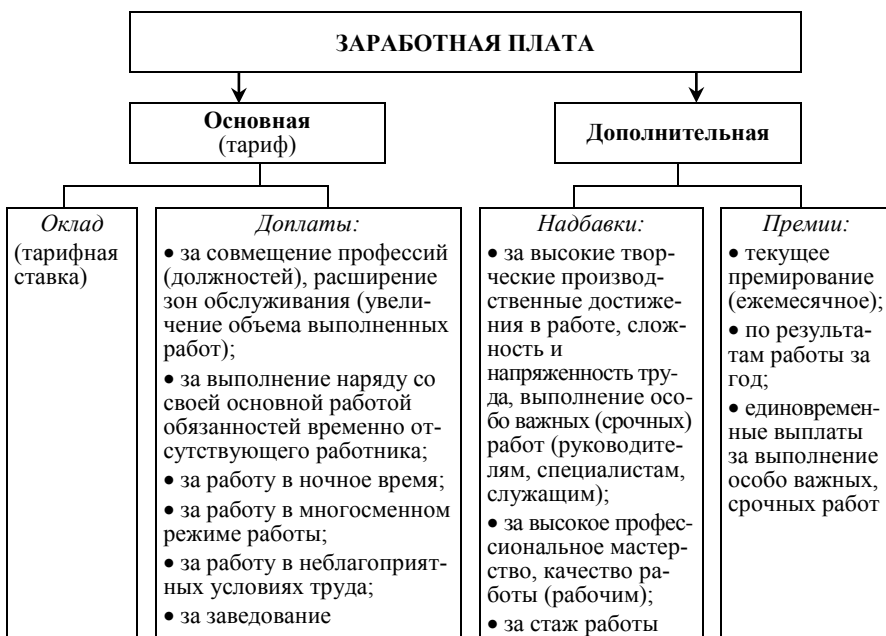 ЗАРАБОТНАЯ ПЛАТА
Основная
(тариф)
Дополнительная
Оклад
(тарифная
ставка)
Доплаты:
• за совмещение профессий
(должностей), расширение
зон обслуживания (увели-
чение объема выполненных
работ);
• за выполнение наряду со
своей основной работой
обязанностей временно от-
сутствующего работника;
• за работу в ночное время;
• за работу в многосменном
режиме работы;
• за работу в неблагоприят-
ных условиях труда;
• за заведование
Надбавки:
• за высокие твор-
ческие производ-
ственные достиже-
ния в работе, слож-
ность и
напряженность тру-
да, выполнение осо-
бо важных (срочных)
работ (руководите-
лям, специалистам,
служащим);
• за высокое профес-
сиональное мастер-
ство, качество ра-
боты (рабочим);
• за стаж работы
Премии:
• текущее
премирование
(ежемесячное);
• по результа-
там работы за
год;
• единовремен-
ные выплаты
за выполнение
особо важных,
срочных работ